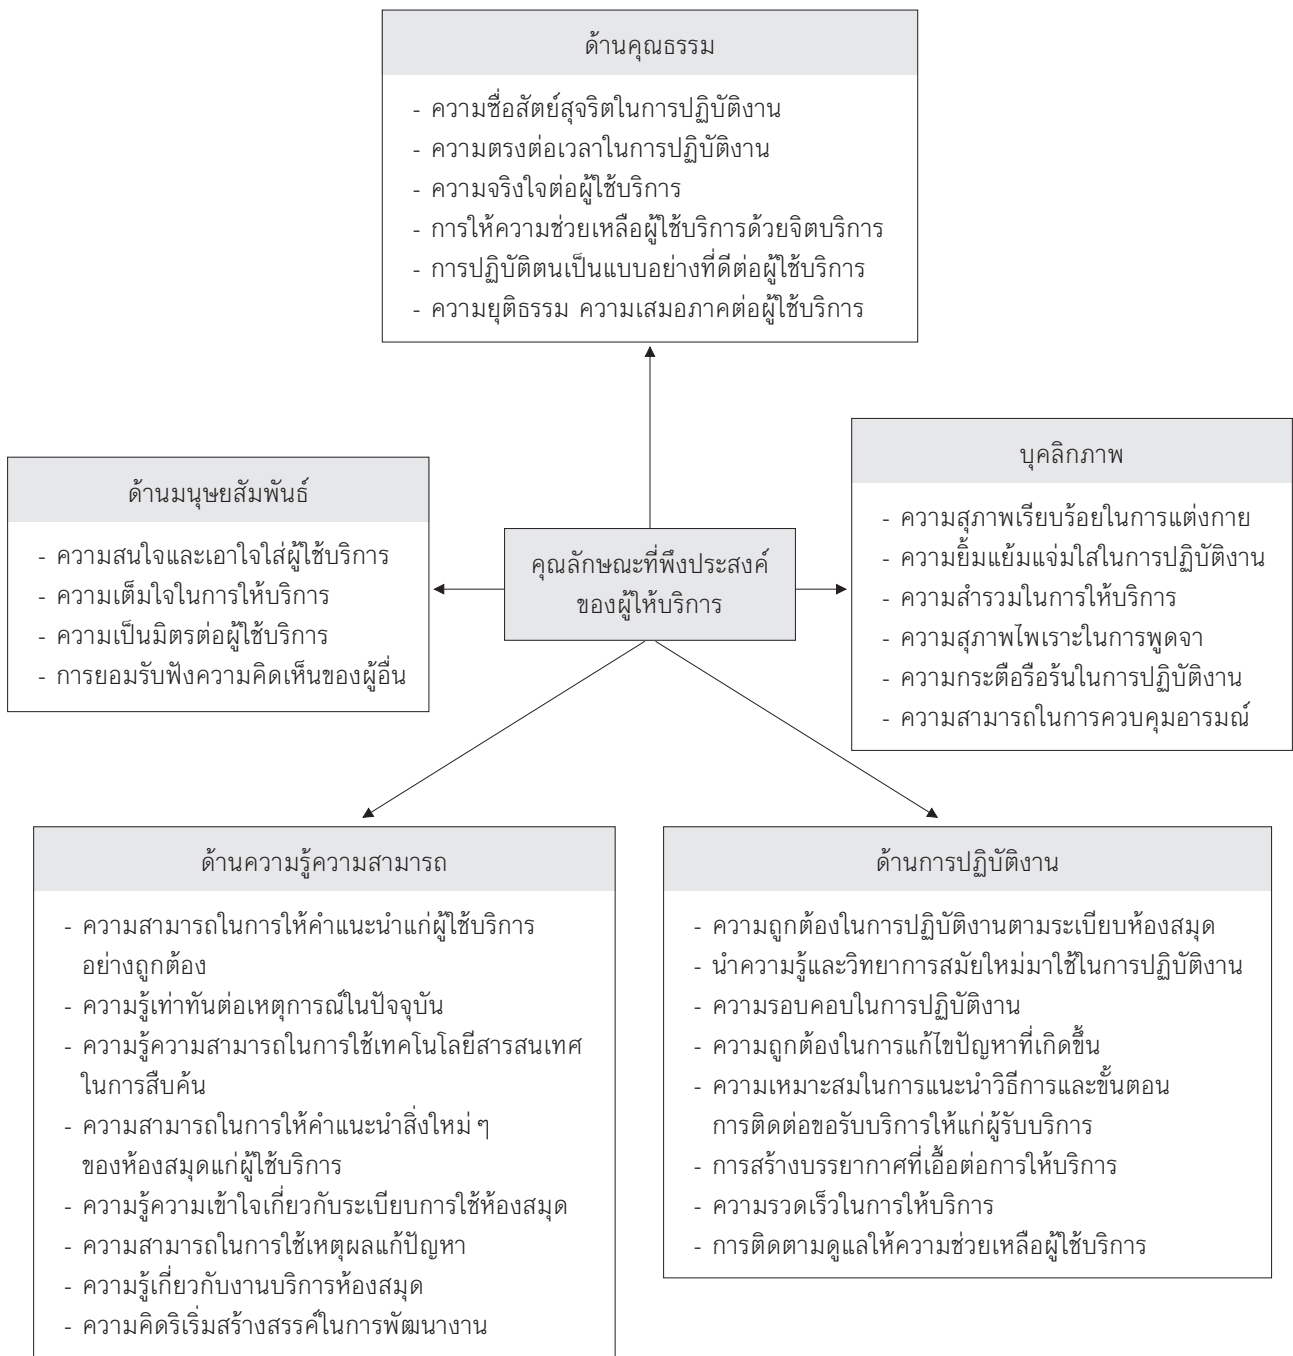 ด้านคุณธรรม
- ความซื่อสัตย์สุจริตในการปฏิบัติงาน
- ความตรงต่อเวลาในการปฏิบัติงาน
- ความจริงใจต่อผู้ใช้บริการ
- การให้ความช่วยเหลือผู้ใช้บริการด้วยจิตบริการ
- การปฏิบัติตนเป็นแบบอย่างที่ดีต่อผู้ใช้บริการ
- ความยุติธรรม ความเสมอภาคต่อผู้ใช้บริการ
ด้านมนุษยสัมพันธ์
- ความสนใจและเอาใจใส่ผู้ใช้บริการ
- ความเต็มใจในการให้บริการ
- ความเป็นมิตรต่อผู้ใช้บริการ
- การยอมรับฟังความคิดเห็นของผู้อื่น
คุณลักษณะที่พึงประสงค์
ของผู้ให้บริการ
บุคลิกภาพ
- ความสุภาพเรียบร้อยในการแต่งกาย
- ความยิ้มแย้มแจ่มใสในการปฏิบัติงาน
- ความสำรวมในการให้บริการ
- ความสุภาพไพเราะในการพูดจา
- ความกระตือรือร้นในการปฏิบัติงาน
- ความสามารถในการควบคุมอารมณ์
ด้านความรู้ความสามารถ
- ความสามารถในการให้คำแนะนำแก่ผู้ใช้บริการ
อย่างถูกต้อง
- ความรู้เท่าทันต่อเหตุการณ์ในปัจจุบัน
- ความรู้ความสามารถในการใช้เทคโนโลยีสารสนเทศ
ในการสืบค้น
- ความสามารถในการให้คำแนะนำสิ่งใหม่ ๆ
ของห้องสมุดแก่ผู้ใช้บริการ
- ความรู้ความเข้าใจเกี่ยวกับระเบียบการใช้ห้องสมุด
- ความสามารถในการใช้เหตุผลแก้ปัญหา
- ความรู้เกี่ยวกับงานบริการห้องสมุด
- ความคิดริเริ่มสร้างสรรค์ในการพัฒนางาน
ด้านการปฏิบัติงาน
- ความถูกต้องในการปฏิบัติงานตามระเบียบห้องสมุด
- นำความรู้และวิทยาการสมัยใหม่มาใช้ในการปฏิบัติงาน
- ความรอบคอบในการปฏิบัติงาน
- ความถูกต้องในการแก้ไขปัญหาที่เกิดขึ้น
- ความเหมาะสมในการแนะนำวิธีการและขั้นตอน
การติดต่อขอรับบริการให้แก่ผู้รับบริการ
- การสร้างบรรยากาศที่เอื้อต่อการให้บริการ
- ความรวดเร็วในการให้บริการ
- การติดตามดูแลให้ความช่วยเหลือผู้ใช้บริการ